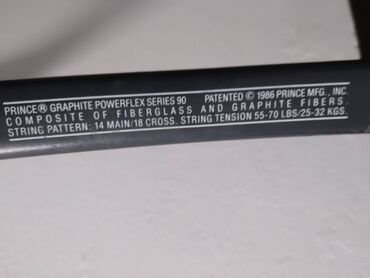 PRINCE® GRAPHITE POWERFLEX SERIES 90 PATENTED © 1986 PRINCE MFG., INC.
COMPOSITE OF FIBERGLASS AND GRAPHITE FIBERS.
STRING PATTERN: 14 MAIN/18 CROSS. STRING TENSION 55-70 LBS/25-32 KGS.